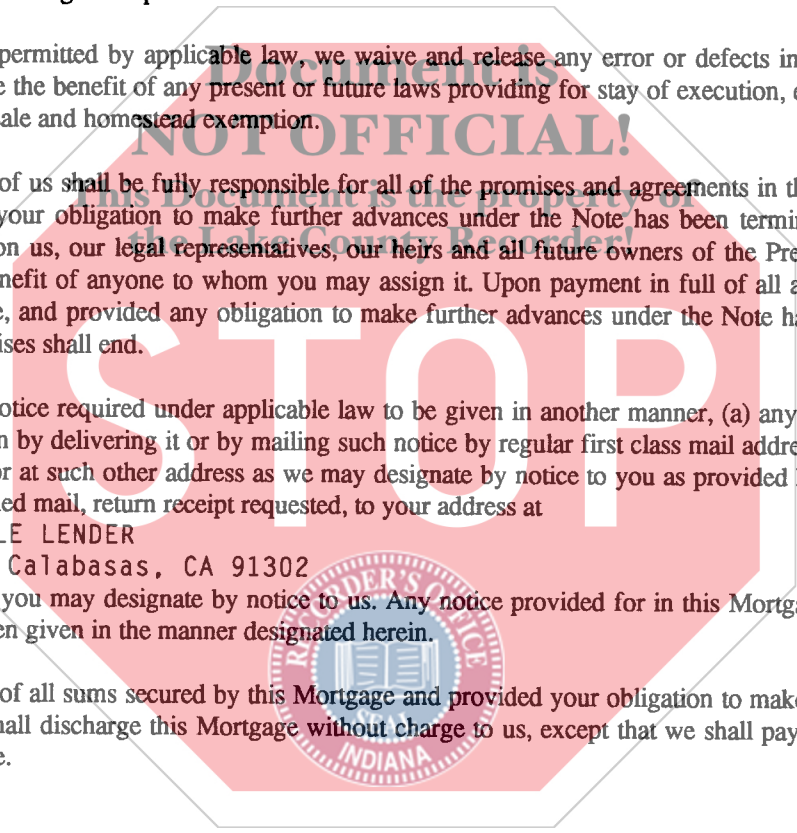 permitted by applicable law, we waive and release any error or defects in
the benefit of any present or future laws providing for stay of execution,
ale and homestead exemption.
of us shall be fully responsible for all of the promises and agreements in
your obligation to make further advances under the Note has been termin
on us, our legal representatives, our heirs and all future owners of the Pre
nefit of anyone to whom you may assign it. Upon payment in full of all a
e, and provided any obligation to make further advances under the Note ha
ises shall end.
otice required under applicable law to be given in another manner, (a) any
n by delivering it or by mailing such notice by regular first class mail addre
or at such other address as we may designate by notice to you as provided
ed mail, return receipt requested, to your address at
LE LENDER
Calabasas, CA 91302
you may designate by notice to us. Any notice provided for in this Mortga
en given in the manner designated herein.
of all sums secured by this Mortgage and provided your obligation to make
hall discharge this Mortgage without charge to us, except that we shall pay
e.
Document is
NOT OFFICIAL!
This Document is the property of
the Lake County Recorder!
STOP
RECORDER'S OFFICE
SEAL
INDIANA